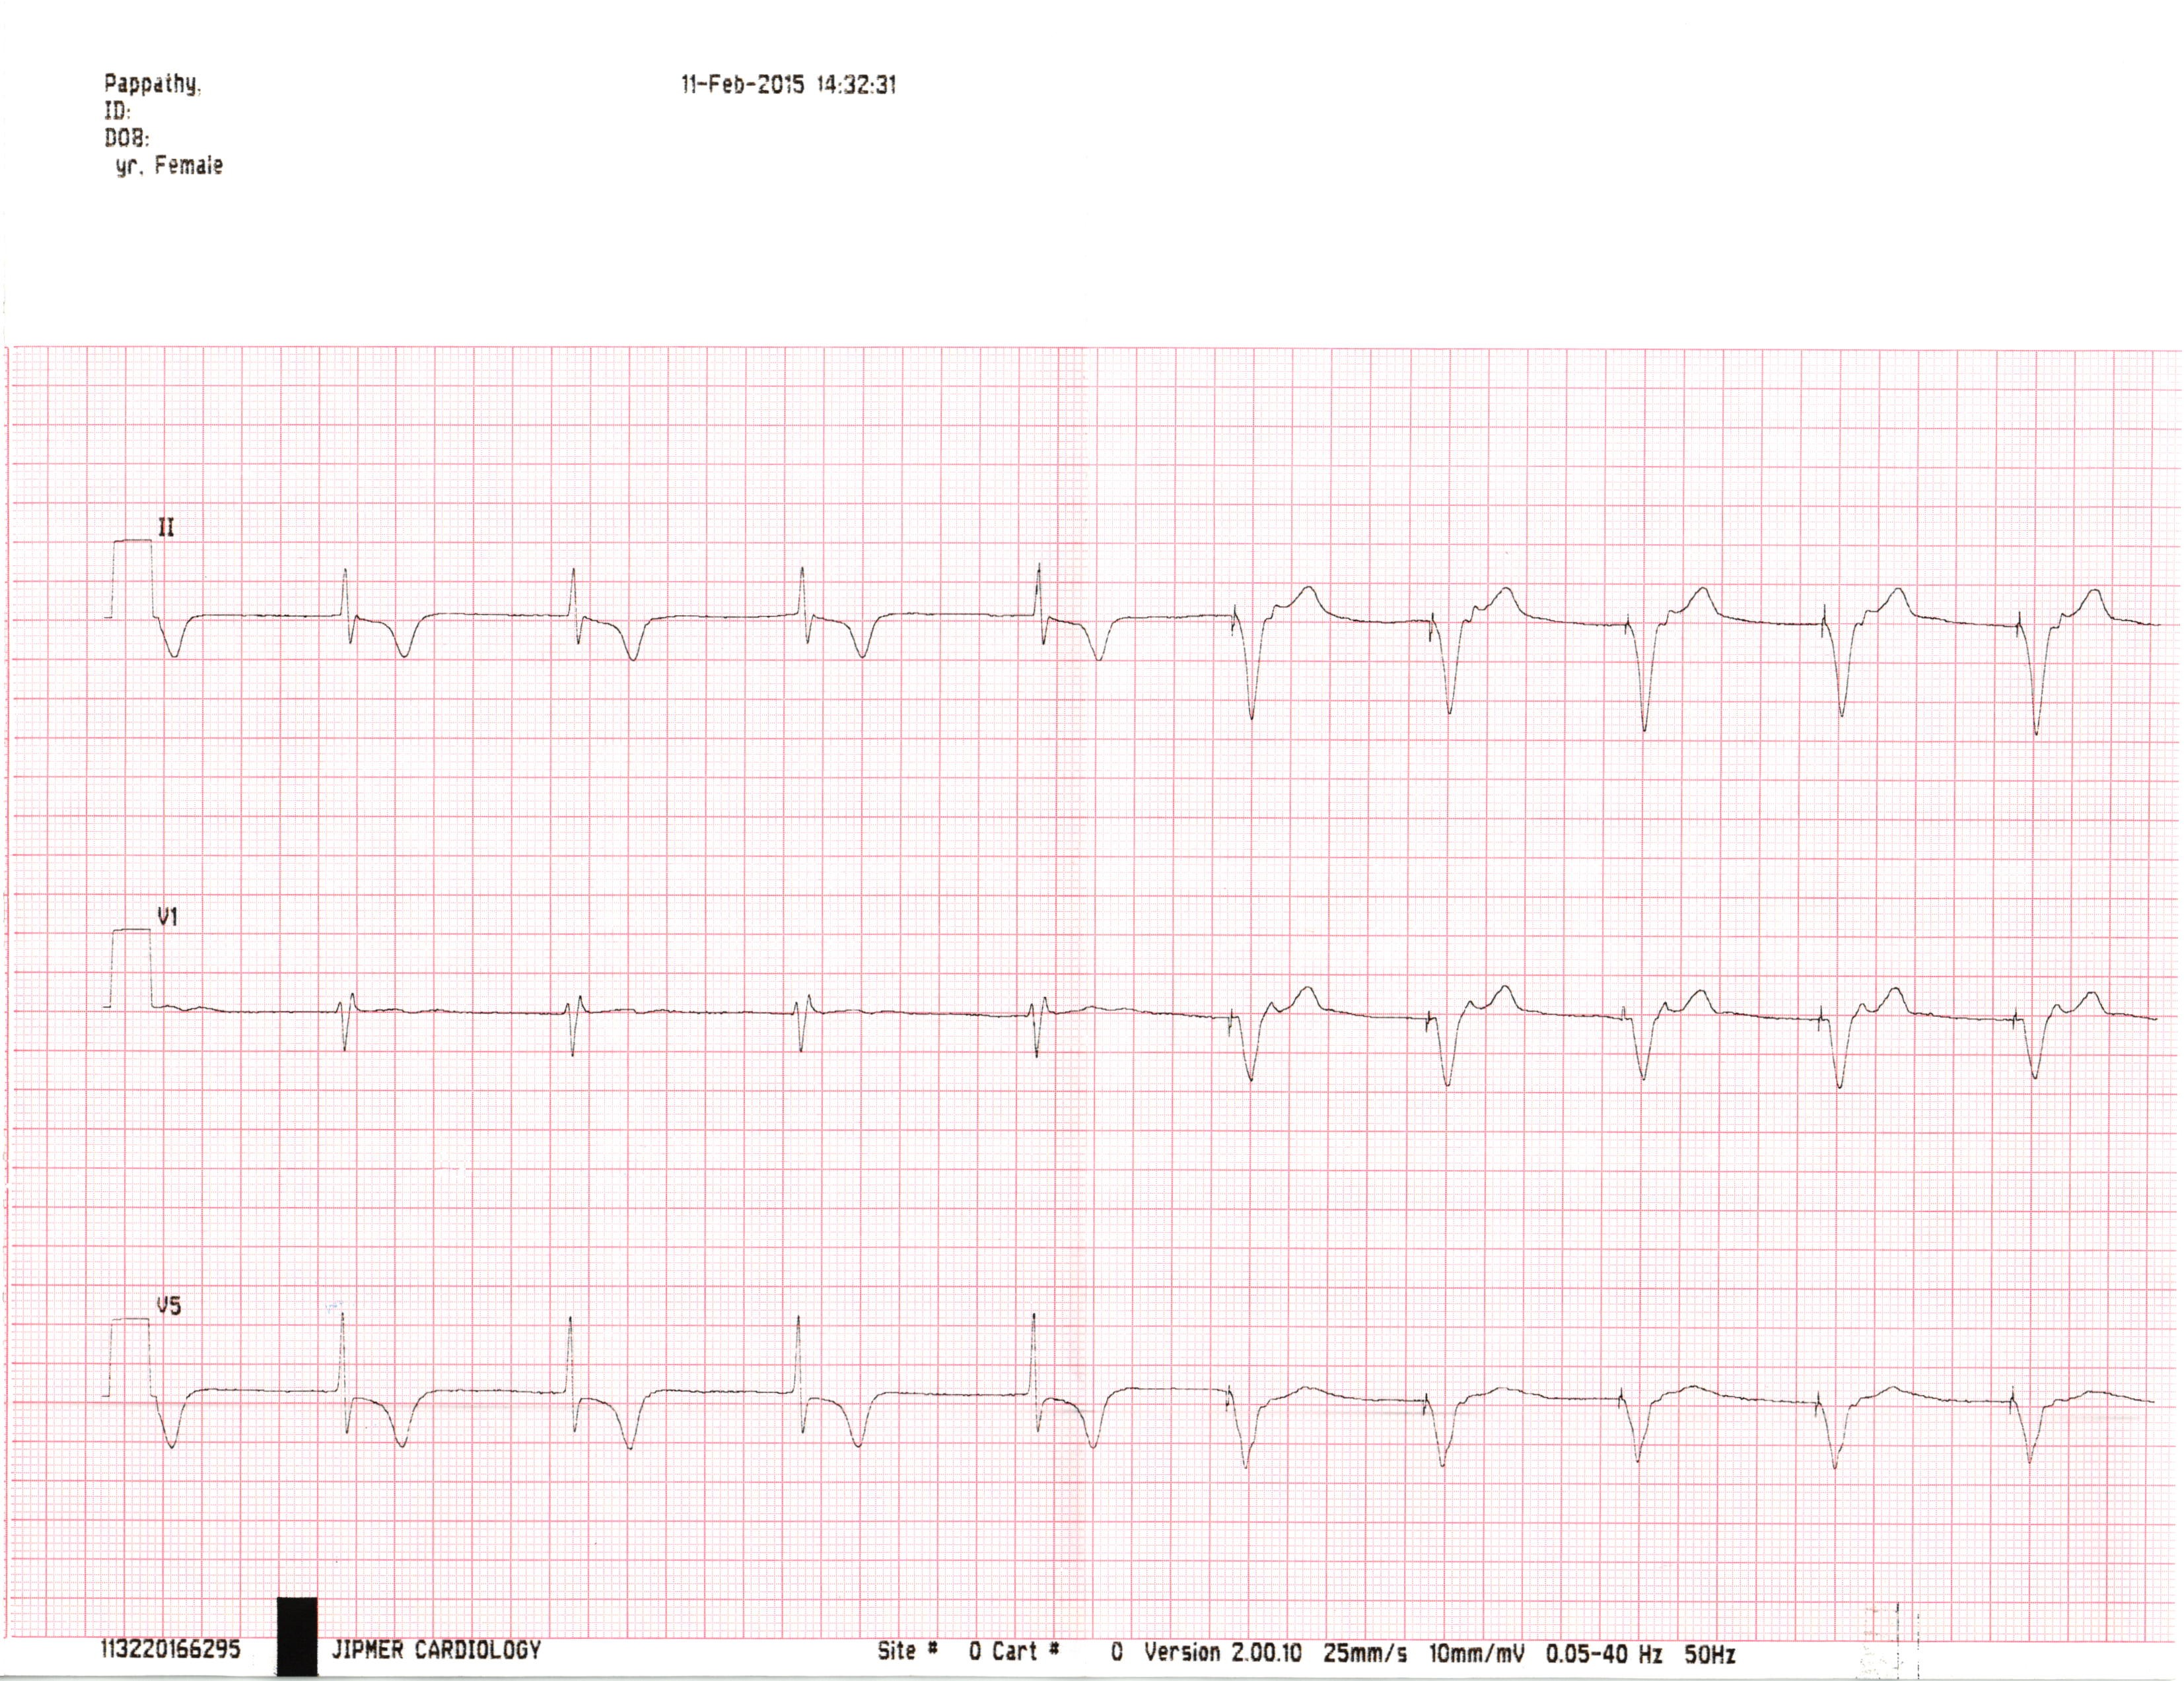 Pappathy,
11-Feb-2015 14:32:31
ID:
DOB:
yr, Female
II
V1
V5
1132220166295 JIPMER CARDIOLOGY Site # 0 Cart # 0 Version 2.00.10 25mm/s 10mm/mV 0.05-40 Hz 50Hz